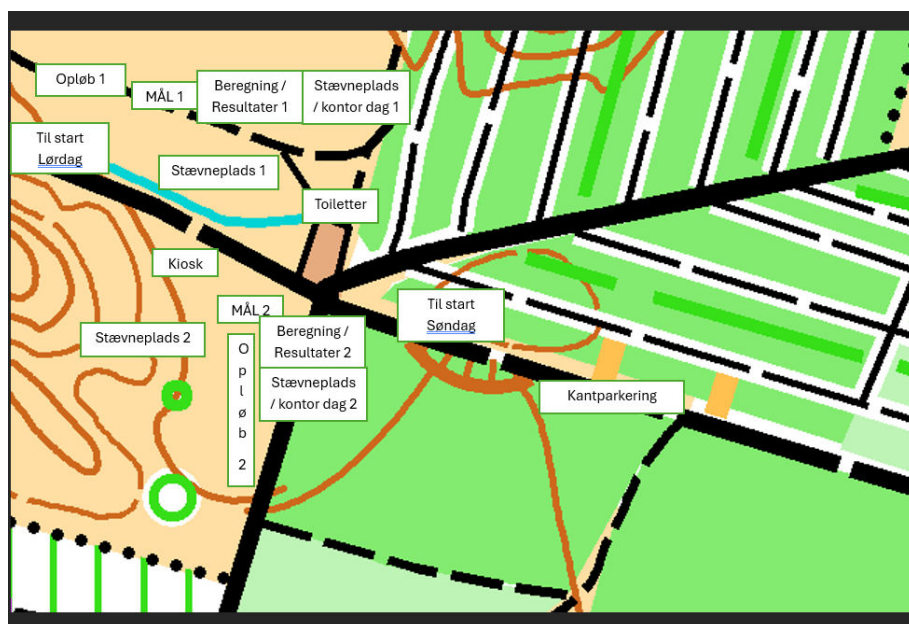 Opløb 1
MÅL 1
Beregning /
Resultater 1
Stævneplads
/ kontor dag 1
Til start
Lørdag
Stævneplads 1
Toiletter
Kiosk
MÅL 2
Til start
Søndag
Beregning /
Resultater 2
Stævneplads 2
O
p
l
ø
b
2
Stævneplads
/ kontor dag 2
Kantparkering